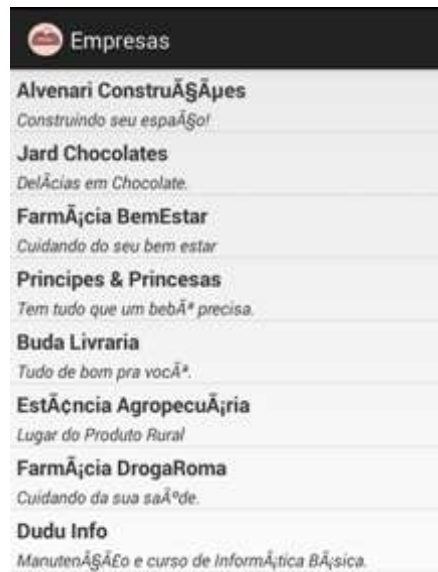 Empresas
Alvenari ConstruÃ§Ãµes
Construindo seu espaÃ§o!
Jard Chocolates
DelÃ­cias em Chocolate.
FarmÃ¡cia BemEstar
Cuidando do seu bem estar
Principes & Princesas
Tem tudo que um bebÃª precisa.
Buda Livraria
Tudo de bom pra vocÃª.
EstÃ¢ncia AgropecuÃ¡ria
Lugar do Produto Rural
FarmÃ¡cia DrogaRoma
Cuidando da sua saÃºde.
Dudu Info
ManutenÃ§Ã£o e curso de InformÃ¡tica BÃ¡sica.